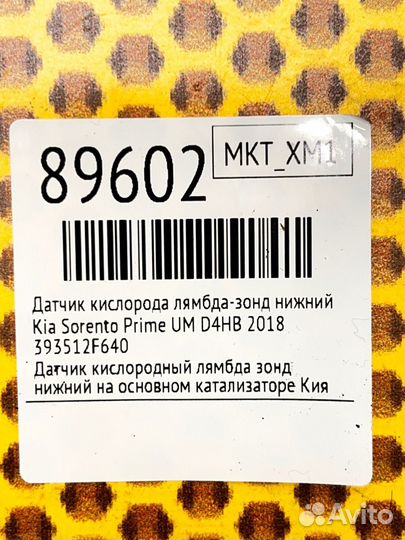 89602
MKT_XM1
Датчик кислорода лямбда-зонд нижний
Kia Sorento Prime UM D4HB 2018
393512F640
Датчик кислородный лямбда зонд
нижний на основном катализаторе Кия
Avito